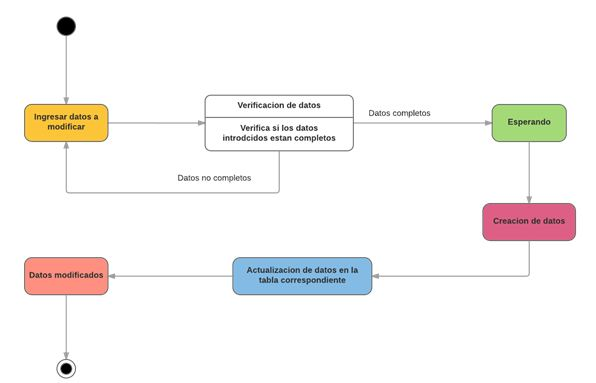 Ingresar datos a
modificar
Verificacion de datos
Verifica si los datos
introdcidos estan completos
Datos completos
Esperando
Datos no completos
Creacion de datos
Actualizacion de datos en la
tabla correspondiente
Datos modificados